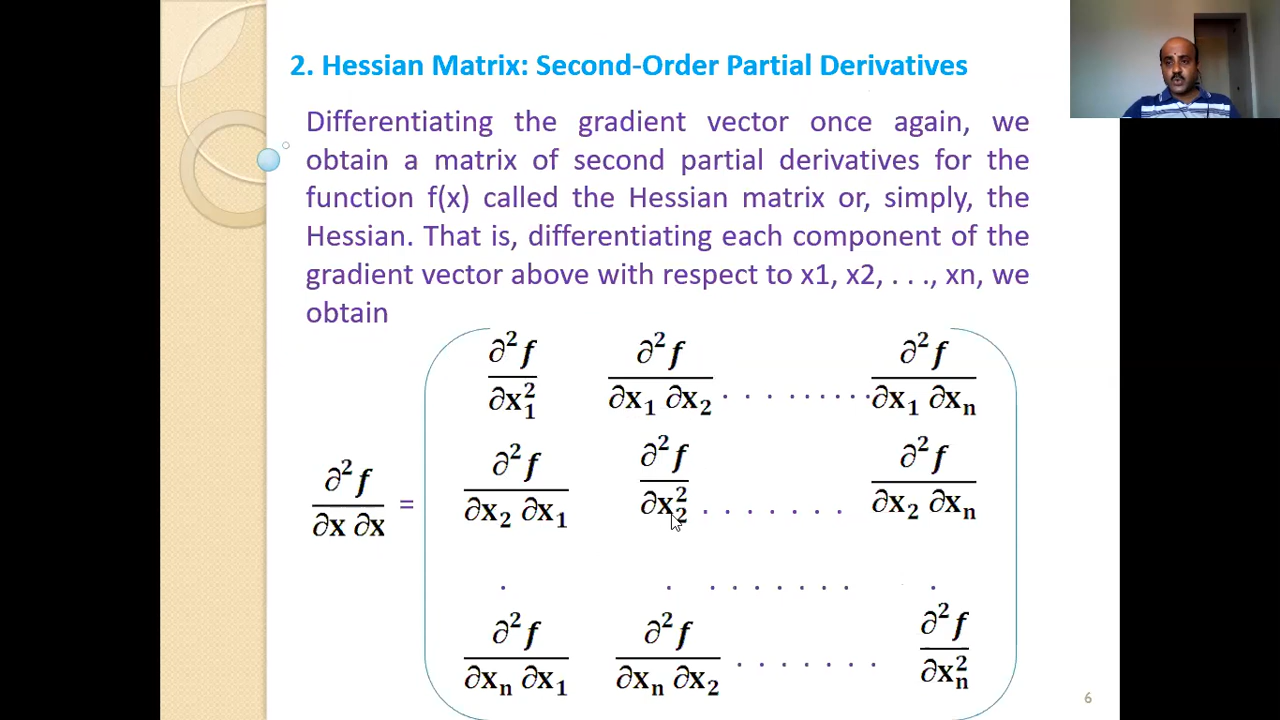 2. Hessian Matrix: Second-Order Partial Derivatives
Differentiating the gradient vector once again, we
obtain a matrix of second partial derivatives for the
function f(x) called the Hessian matrix or, simply, the
Hessian. That is, differentiating each component of the
gradient vector above with respect to x1, x2, . . ., xn, we
obtain
∂²f/∂x ∂x =
∂²f/∂x₁² ∂²f/∂x₁ ∂x₂ . . . . . . . . . ∂²f/∂x₁ ∂xₙ
∂²f/∂x₂ ∂x₁ ∂²f/∂x₂² . . . . . . . ∂²f/∂x₂ ∂xₙ
. . . . . . . . . .
∂²f/∂xₙ ∂x₁ ∂²f/∂xₙ ∂x₂ . . . . . . . ∂²f/∂xₙ²
6